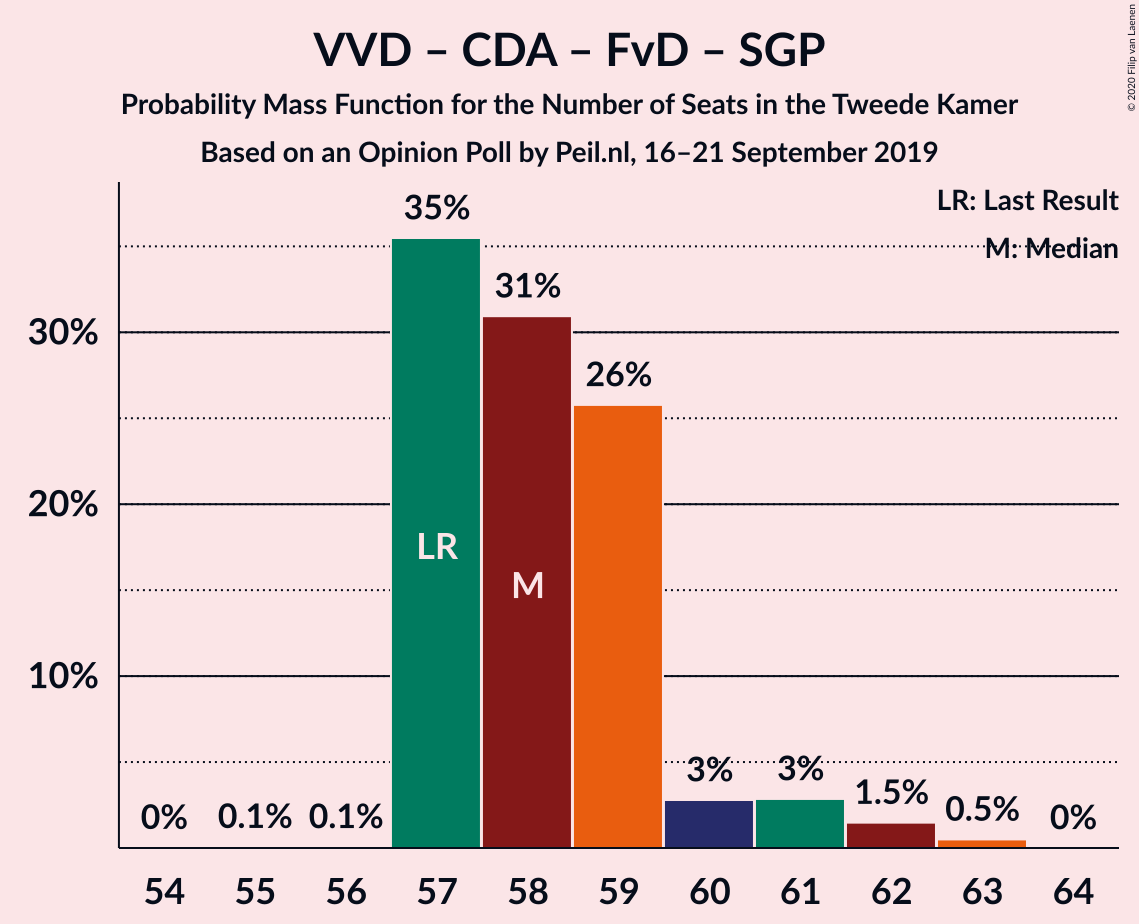 VVD – CDA – FvD – SGP
Probability Mass Function for the Number of Seats in the Tweede Kamer
Based on an Opinion Poll by Peil.nl, 16–21 September 2019
© 2020 Filip van Laenen
LR: Last Result
M: Median
35%
31%
26%
30%
20%
10%
LR
M
0%
0.1%
0.1%
3%
3%
1.5%
0.5%
0%
54 55 56 57 58 59 60 61 62 63 64